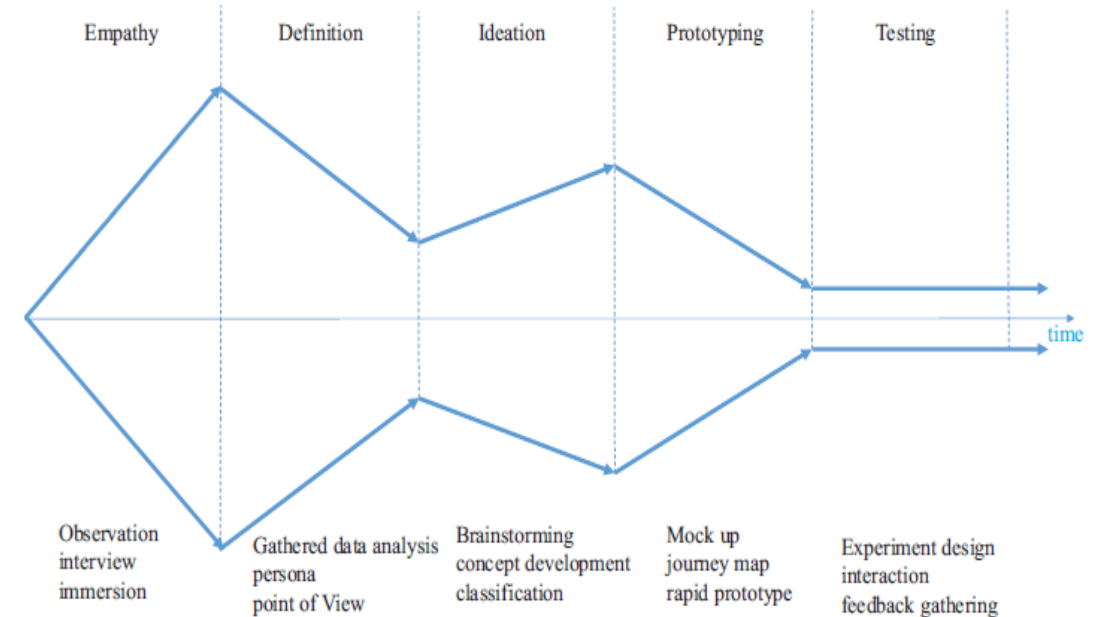 Empathy
Definition
Ideation
Prototyping
Testing
time
Observation
interview
immersion
Gathered data analysis
persona
point of View
Brainstorming
concept development
classification
Mock up
journey map
rapid prototype
Experiment design
interaction
feedback gathering